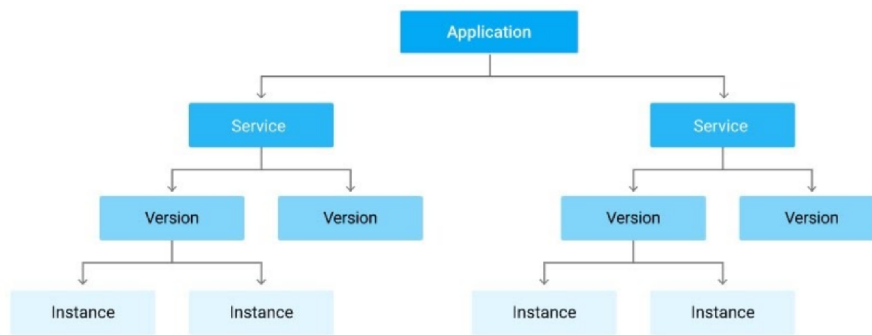 Application
Service
Service
Version
Version
Version
Version
Instance
Instance
Instance
Instance